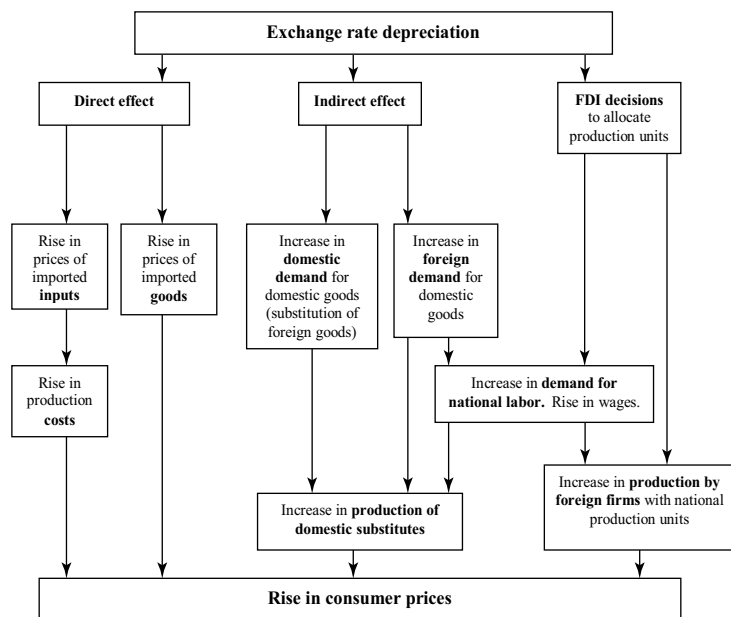 Exchange rate depreciation
Direct effect
Indirect effect
FDI decisions
to allocate
production units
Rise in
prices of
imported
inputs
Rise in
prices of
imported
goods
Increase in
domestic
demand for
domestic goods
(substitution of
foreign goods)
Increase in
foreign
demand for
domestic
goods
Rise in
production
costs
Increase in demand for
national labor. Rise in wages.
Increase in production of
domestic substitutes
Increase in production by
foreign firms with national
production units
Rise in consumer prices